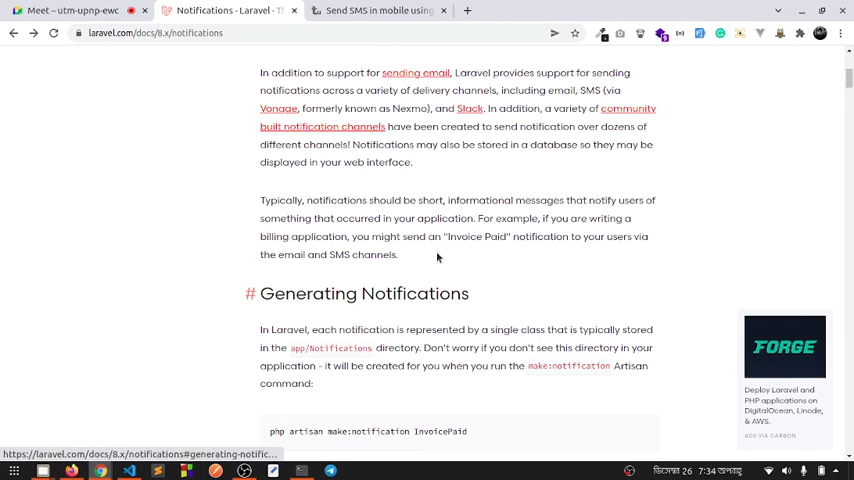 Meet – utm-upnp-ewc
Notifications - Laravel - Th
Send SMS in mobile using
laravel.com/docs/8.x/notifications
In addition to support for sending email, Laravel provides support for sending
notifications across a variety of delivery channels, including email, SMS (via
Vonage, formerly known as Nexmo), and Slack. In addition, a variety of community
built notification channels have been created to send notification over dozens of
different channels! Notifications may also be stored in a database so they may be
displayed in your web interface.
Typically, notifications should be short, informational messages that notify users of
something that occurred in your application. For example, if you are writing a
billing application, you might send an "Invoice Paid" notification to your users via
the email and SMS channels.
# Generating Notifications
In Laravel, each notification is represented by a single class that is typically stored
in the app/Notifications directory. Don't worry if you don't see this directory in your
application - it will be created for you when you run the make:notification Artisan
command:
php artisan make:notification InvoicePaid
FORGE
Deploy Laravel and
PHP applications on
DigitalOcean, Linode,
& AWS.
ADS VIA CARBON
https://laravel.com/docs/8.x/notifications#generating-notific...
ডিসেম্বর 26 7:34 অপরাহ্ণ